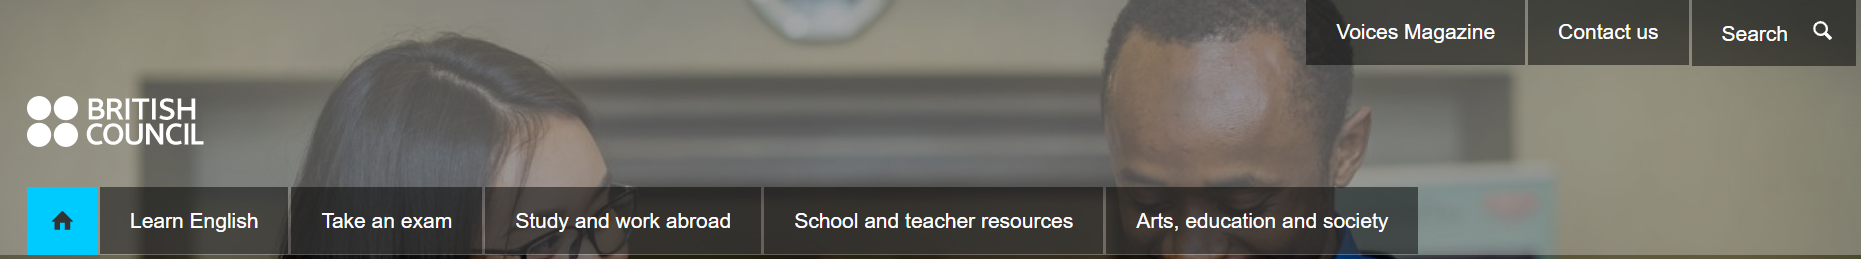 Voices Magazine
Contact us
Search
BRITISH
COUNCIL
Learn English
Take an exam
Study and work abroad
School and teacher resources
Arts, education and society